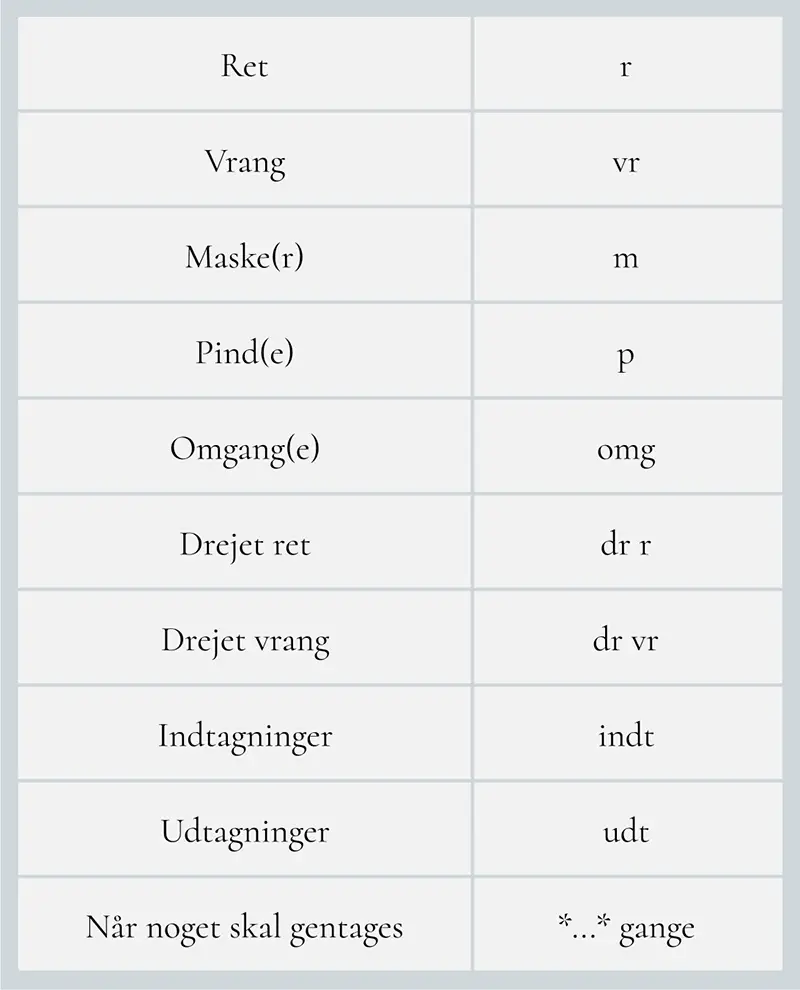 Ret r
Vrang vr
Maske(r) m
Pind(e) p
Omgang(e) omg
Drejet ret dr r
Drejet vrang dr vr
Indtagninger indt
Udtagninger udt
Når noget skal gentages *...* gange